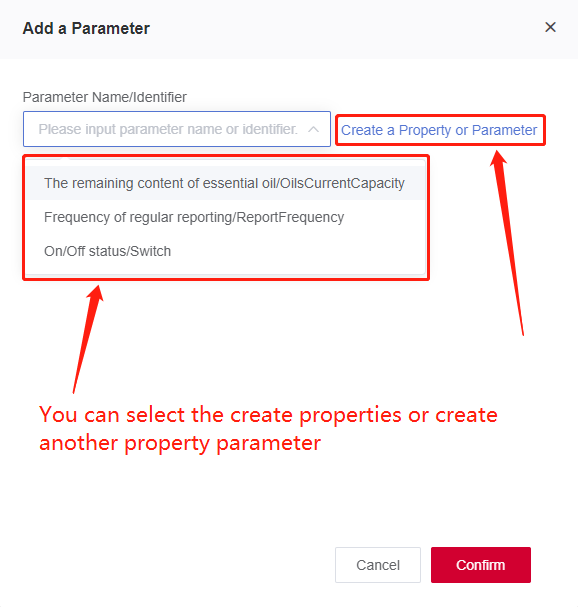 Add a Parameter
Parameter Name/Identifier
Please input parameter name or identifier.
Create a Property or Parameter
The remaining content of essential oil/OilsCurrentCapacity
Frequency of regular reporting/ReportFrequency
On/Off status/Switch
You can select the create properties or create
another property parameter
Cancel
Confirm